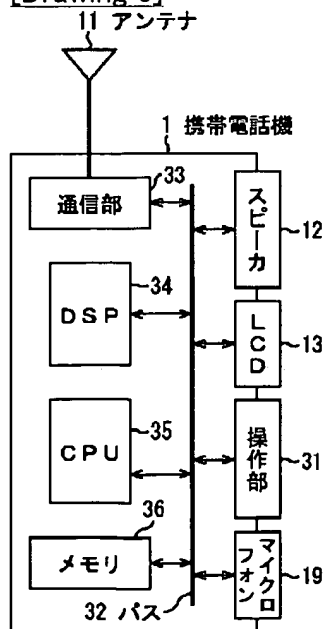 [Drawing 3]
11 アンテナ
1 携帯電話機
33
通信部
スピーカ
12
34
DSP
LCD
13
35
CPU
操作部
31
36
メモリ
マイクロフォン
19
32 バス